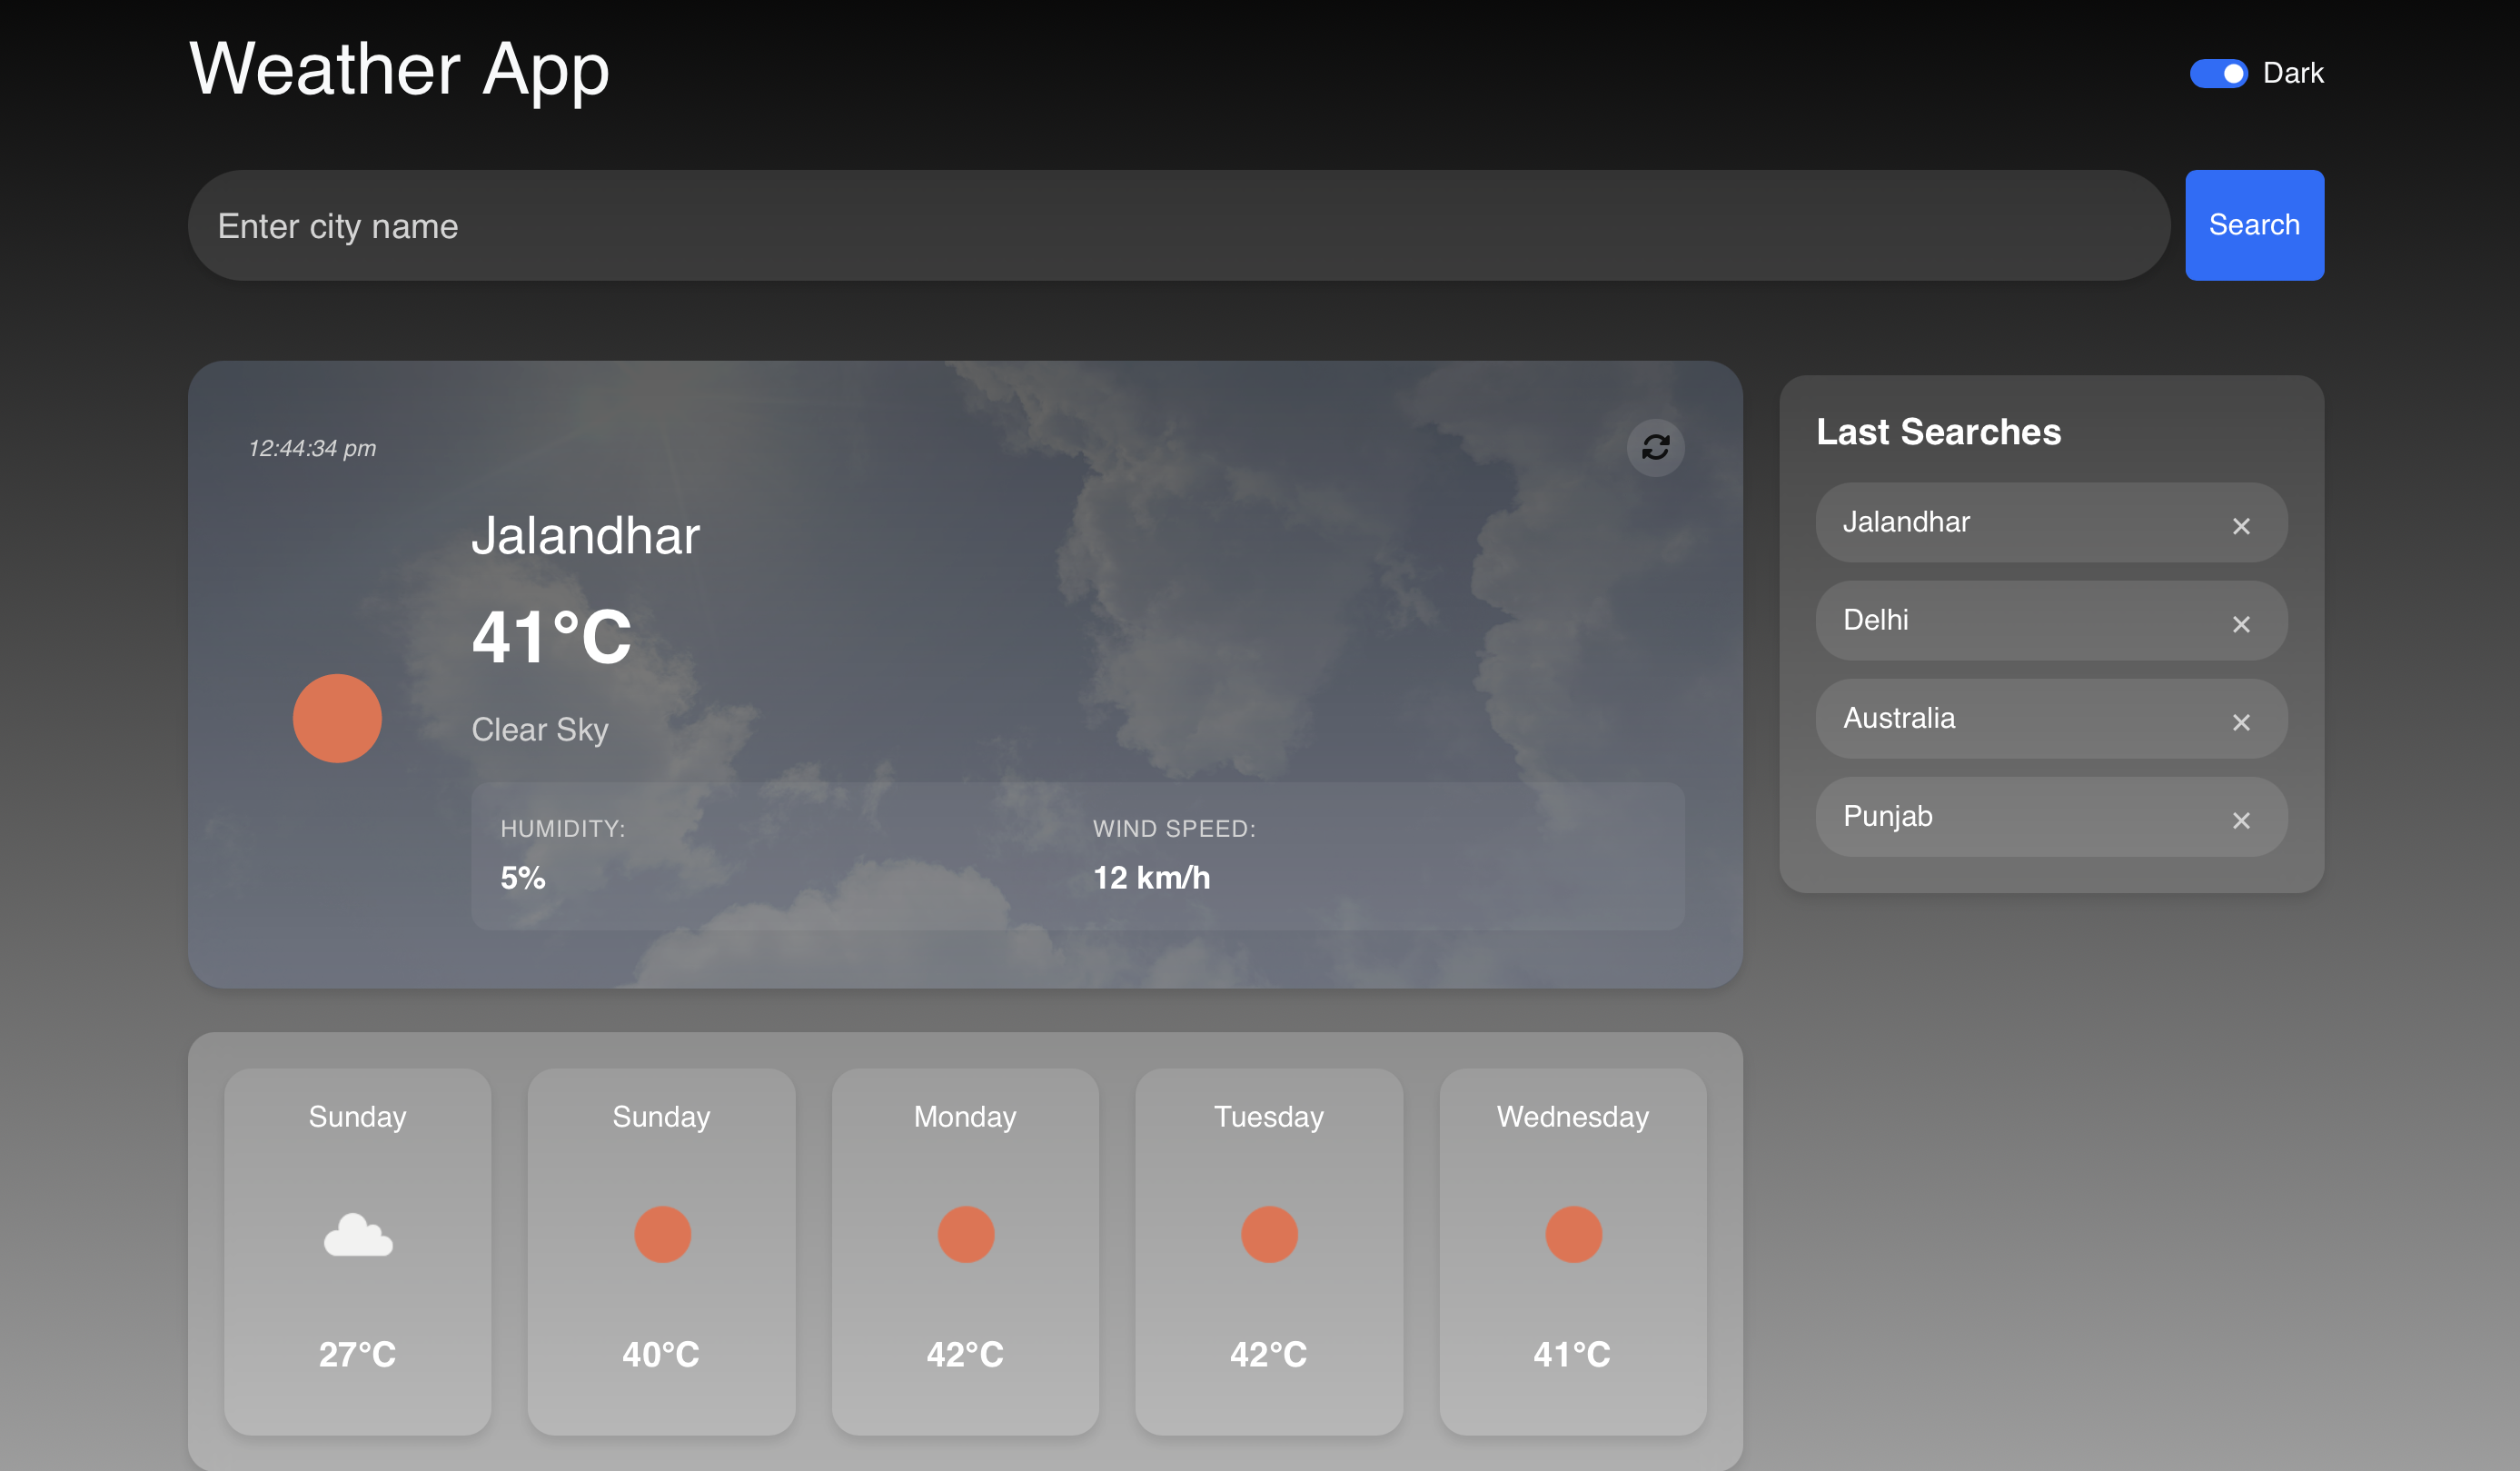 Weather App
Dark
Enter city name
Search
12:44:34 pm
Jalandhar
41°C
Clear Sky
HUMIDITY:
5%
WIND SPEED:
12 km/h
Last Searches
Jalandhar
Delhi
Australia
Punjab
Sunday
27°C
Sunday
40°C
Monday
42°C
Tuesday
42°C
Wednesday
41°C